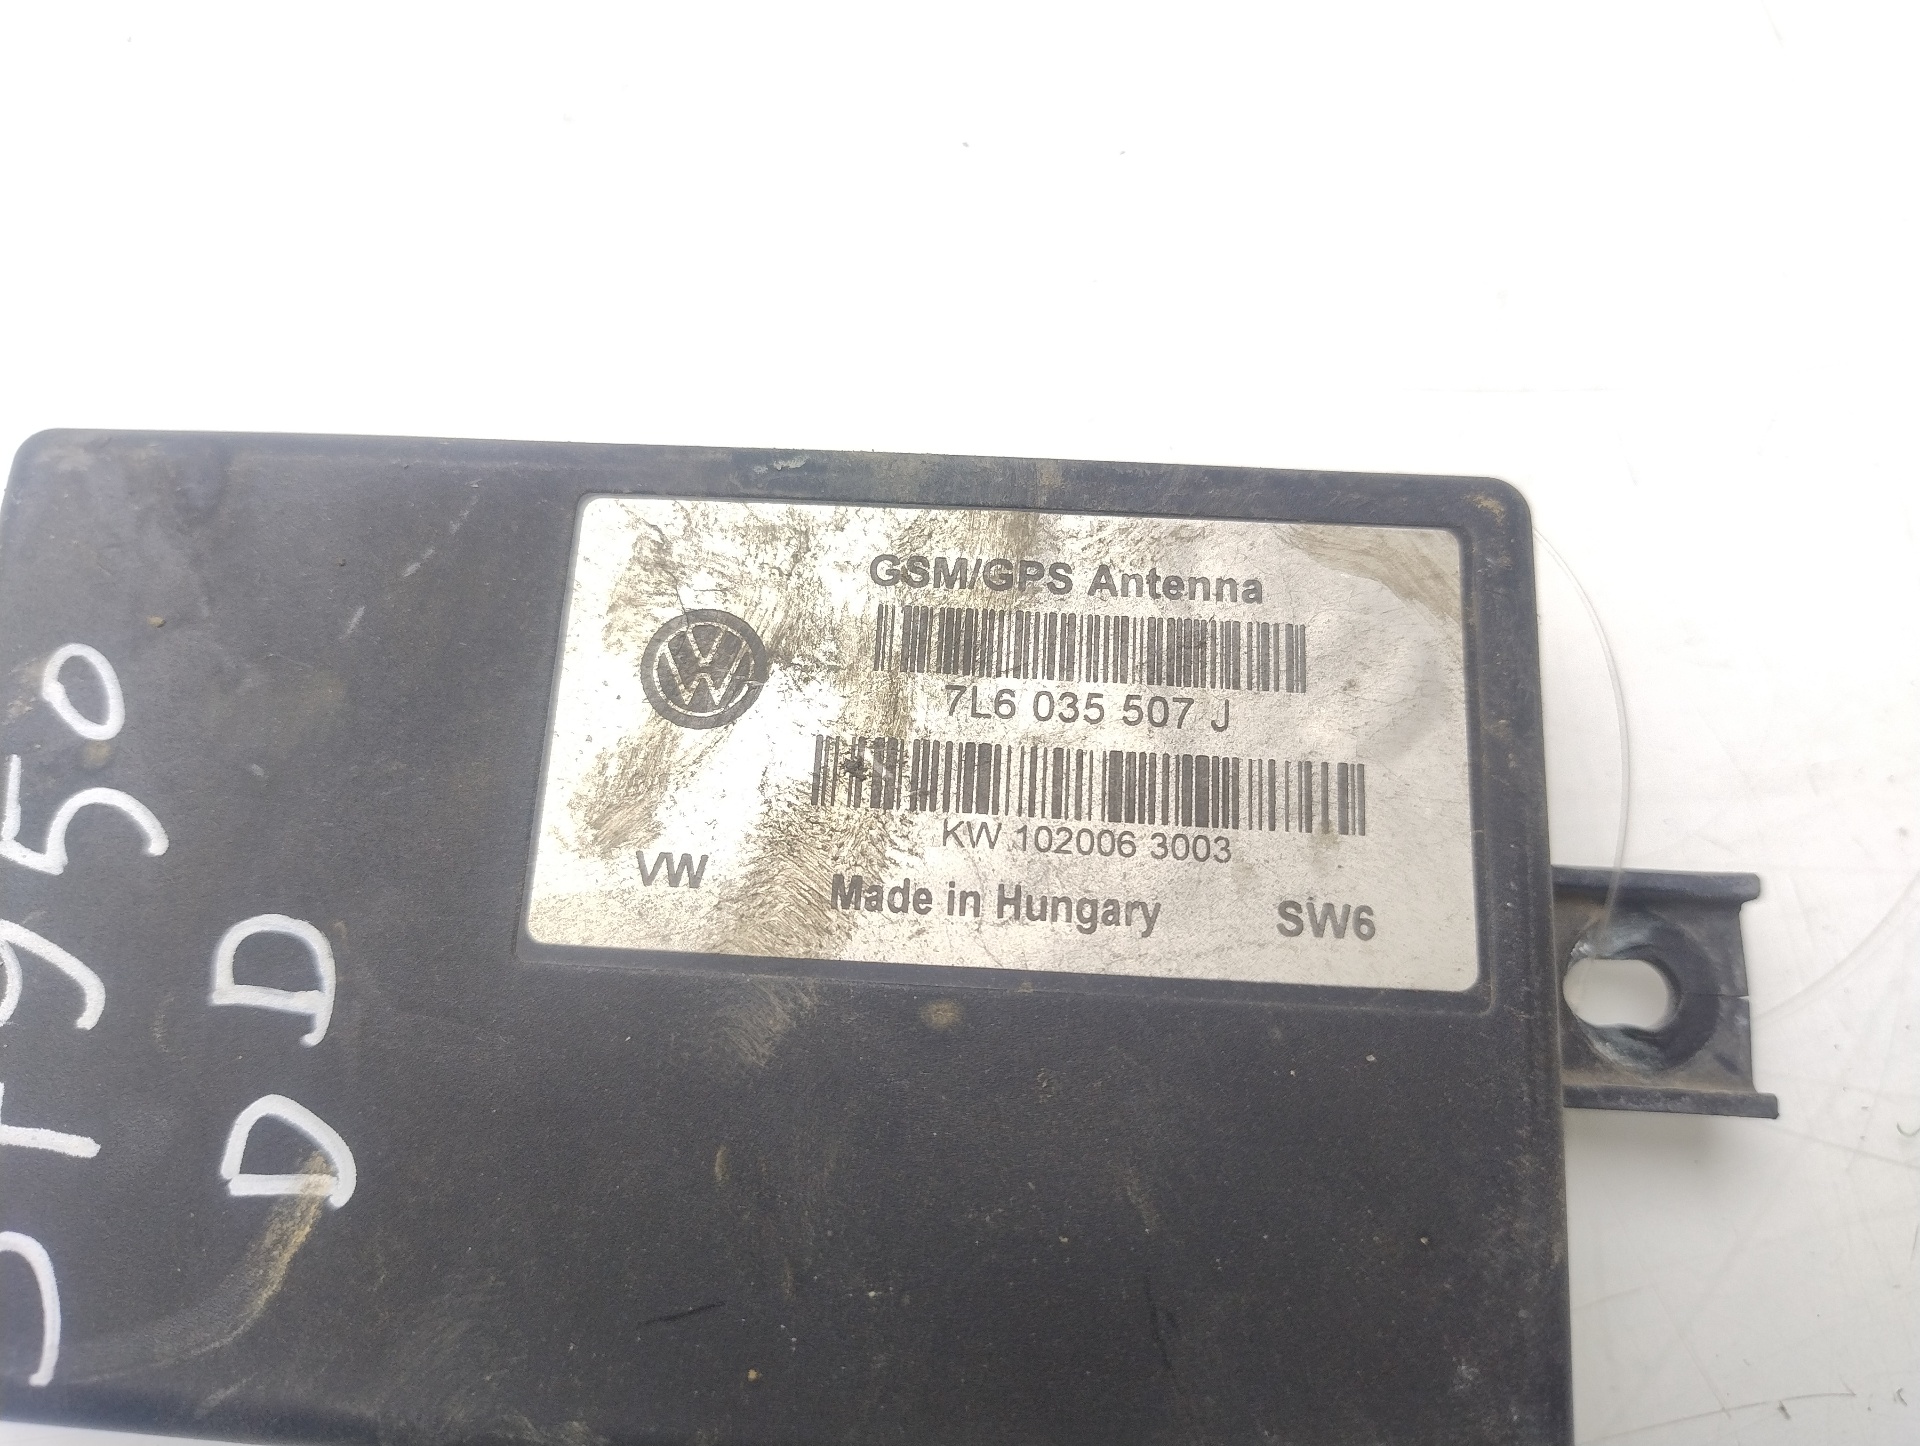 GSM/GPS Antenna
7L6 035 507 J
KW 102006 3003
VW
Made in Hungary
SW6
DD